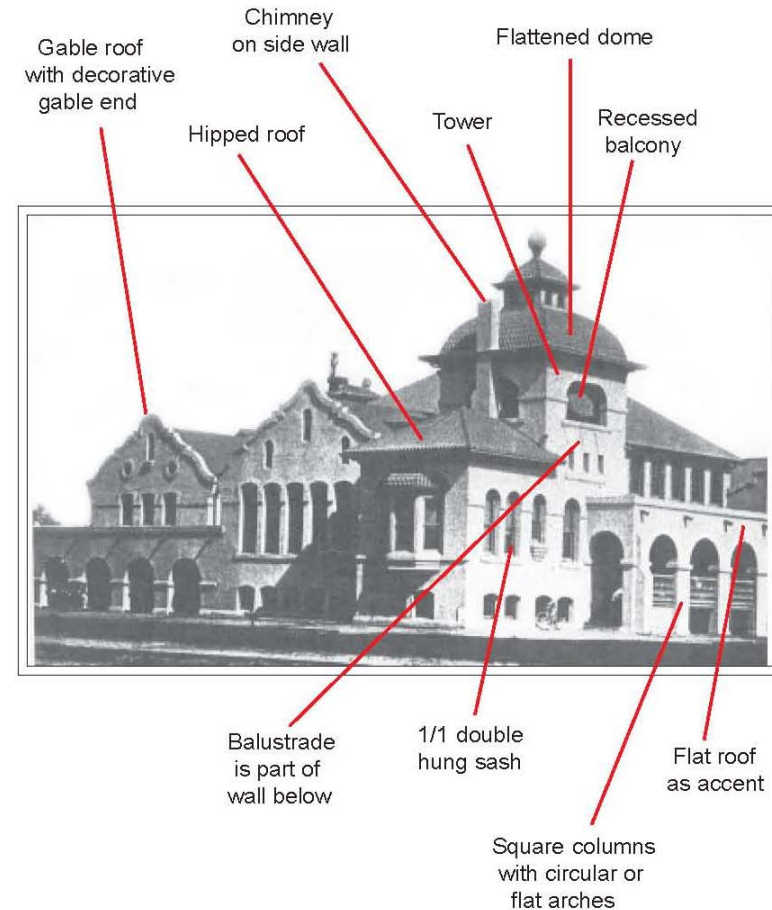 Chimney
on side wall
Flattened dome
Gable roof
with decorative
gable end
Hipped roof
Tower
Recessed
balcony
Balustrade
is part of
wall below
1/1 double
hung sash
Flat roof
as accent
Square columns
with circular or
flat arches